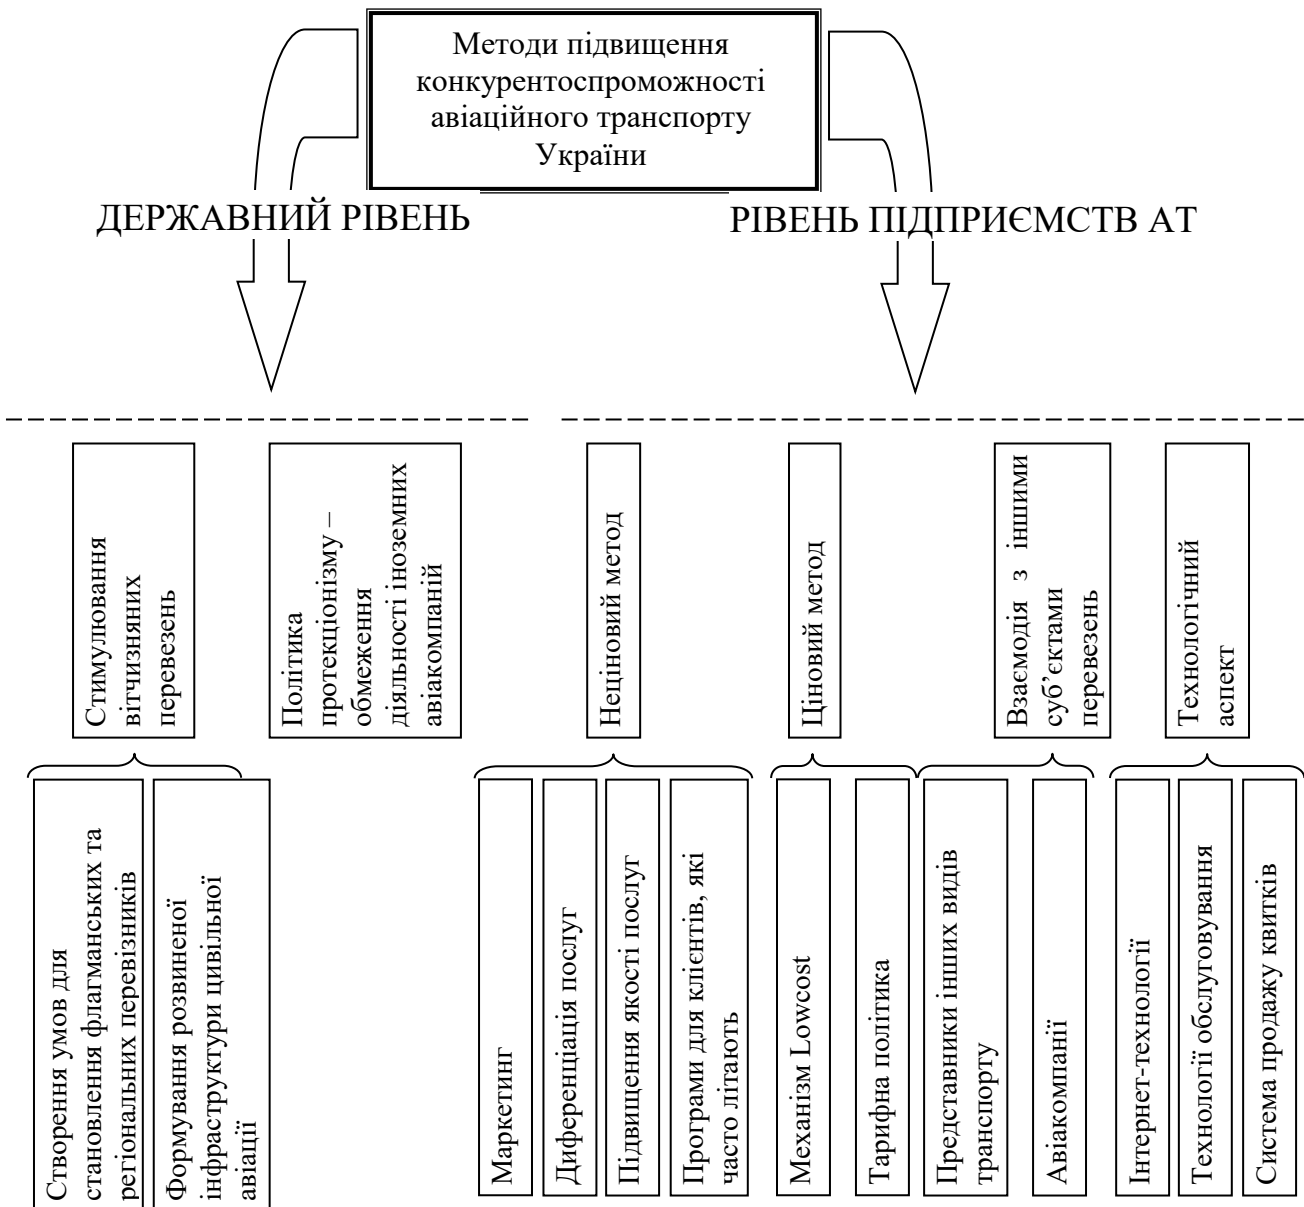 Методи підвищення
конкурентоспроможності
авіаційного транспорту
України
ДЕРЖАВНИЙ РІВЕНЬ
РІВЕНЬ ПІДПРИЄМСТВ АТ
Стимулювання
вітчизняних
перевезень
Політика
протекціонізму –
обмеження
діяльності іноземних
авіакомпаній
Неціновий метод
Ціновий метод
Взаємодія з іншими
суб’єктами
перевезень
Технологічний
аспект
Створення умов для
становлення флагманських та
регіональних перевізників
Формування розвиненої
інфраструктури цивільної
авіації
Маркетинг
Диференціація послуг
Підвищення якості послуг
Програми для клієнтів, які
часто літають
Механізм Lowcost
Тарифна політика
Представники інших видів
транспорту
Авіакомпанії
Інтернет-технології
Технології обслуговування
Система продажу квитків